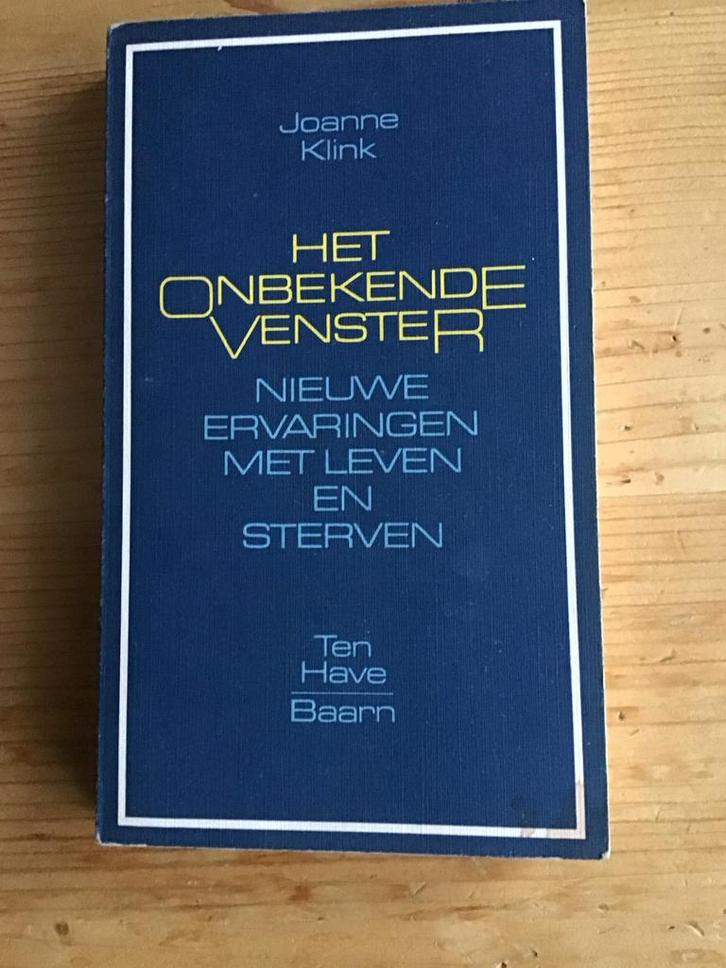 Joanne
Klink
HET
ONBEKENDE
VENSTER
NIEUWE
ERVARINGEN
MET LEVEN
EN
STERVEN
Ten
Have
Baarn